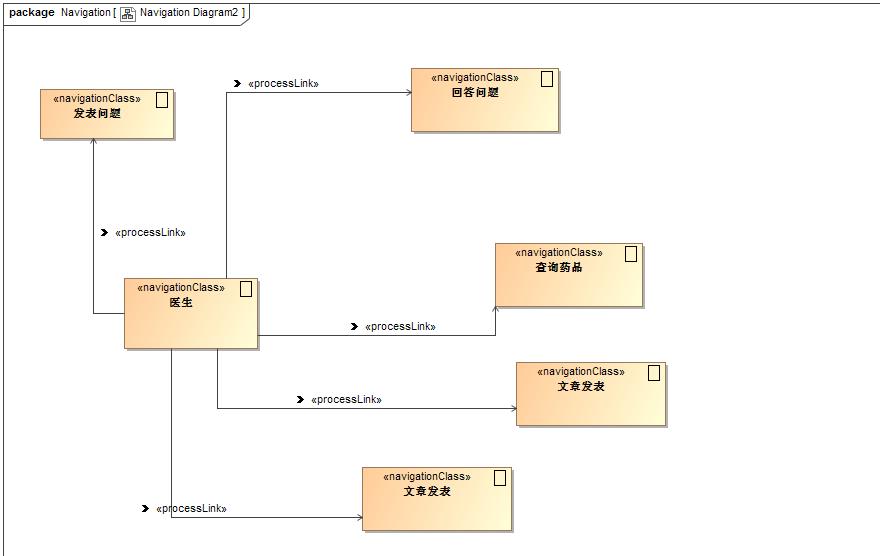 package Navigation [ Navigation Diagram2 ]
«processLink»
«navigationClass»
回答问题
«navigationClass»
发表问题
«processLink»
«navigationClass»
查询药品
«navigationClass»
医生
«processLink»
«navigationClass»
文章发表
«processLink»
«navigationClass»
文章发表
«processLink»